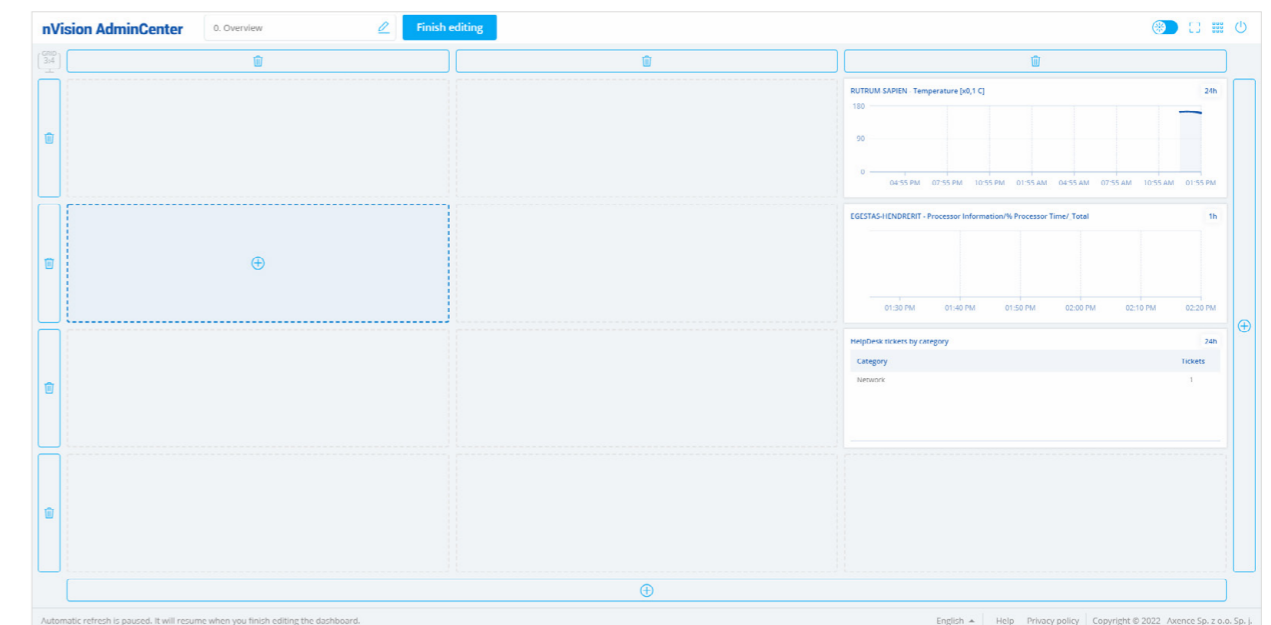 nVision AdminCenter
0. Overview
Finish editing
GRID
3:4
RUTRUM SAPIEN - Temperature [x0,1 C]
24h
180
90
0
04:55 PM 07:55 PM 10:55 PM 01:55 AM 04:55 AM 07:55 AM 10:55 AM 01:55 PM
EGESTAS-HENDRERIT - Processor Information/% Processor Time/_Total
1h
01:30 PM 01:40 PM 01:50 PM 02:00 PM 02:10 PM 02:20 PM
HelpDesk tickets by category
24h
Category Tickets
Network 1
Automatic refresh is paused. It will resume when you finish editing the dashboard.
English Help Privacy policy Copyright © 2022 Axence Sp. z o.o. Sp. j.